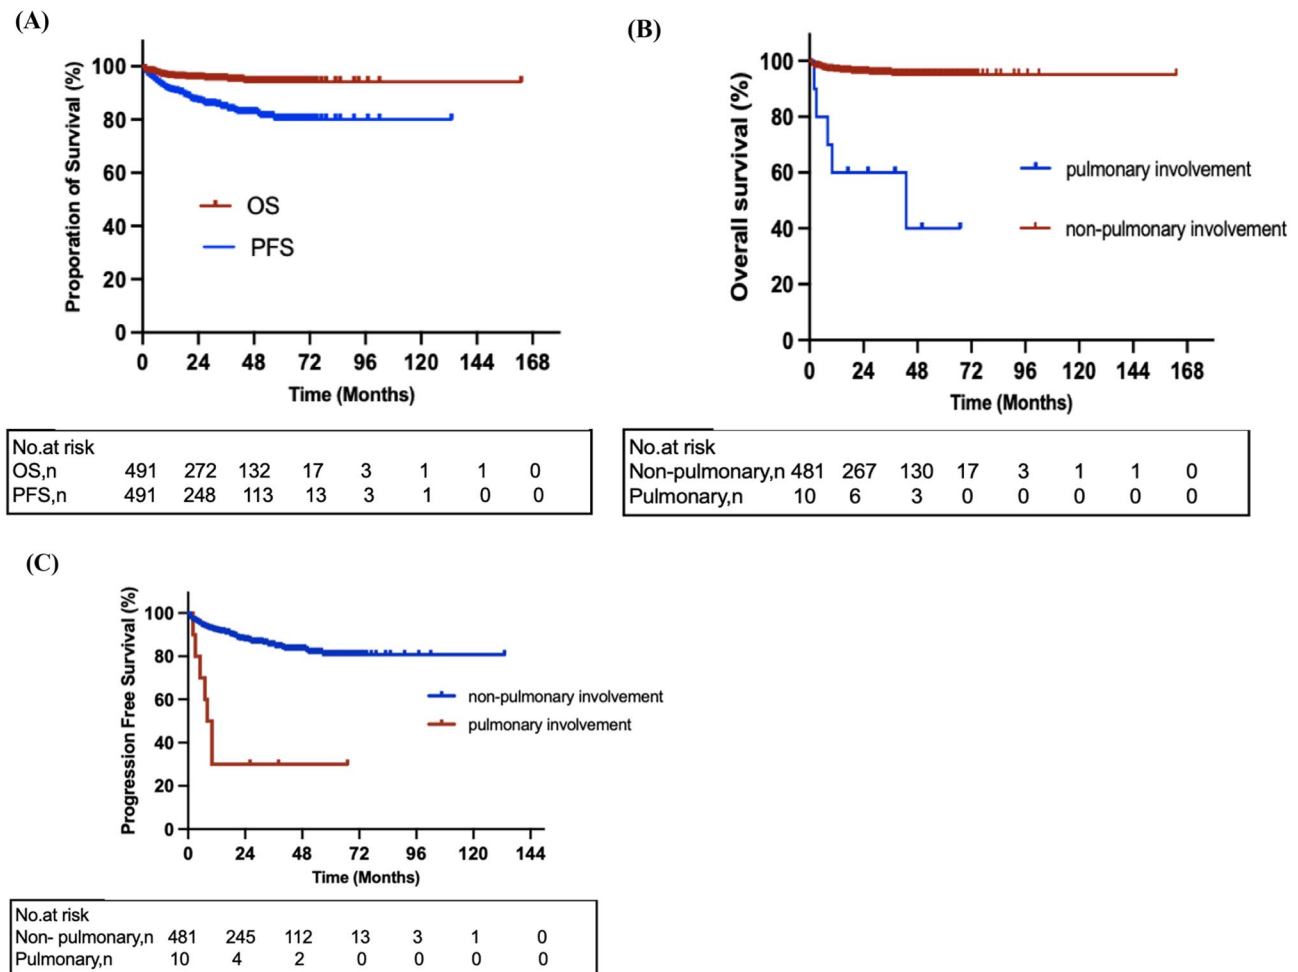 (A)
Proporation of Survival (%)
100
80
60
40
20
0
OS
PFS
0 24 48 72 96 120 144 168
Time (Months)
No.at risk
OS,n 491 272 132 17 3 1 1 0
PFS,n 491 248 113 13 3 1 0 0
(B)
Overall survival (%)
100
80
60
40
20
0
pulmonary involvement
non-pulmonary involvement
0 24 48 72 96 120 144 168
Time (Months)
No.at risk
Non-pulmonary,n 481 267 130 17 3 1 1 0
Pulmonary,n 10 6 3 0 0 0 0 0
(C)
Progression Free Survival (%)
100
80
60
40
20
0
non-pulmonary involvement
pulmonary involvement
0 24 48 72 96 120 144
Time (Months)
No.at risk
Non- pulmonary,n 481 245 112 13 3 1 0
Pulmonary,n 10 4 2 0 0 0 0